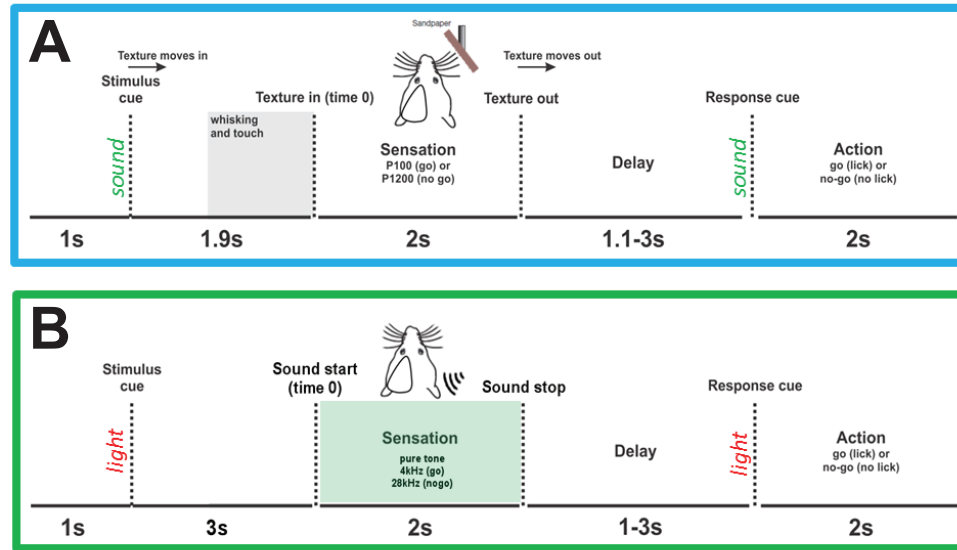 A
Sandpaper
Texture moves in
Texture moves out
Stimulus
cue
Texture in (time 0)
Texture out
Response cue
whisking
and touch
sound
Sensation
P100 (go) or
P1200 (no go)
Delay
sound
Action
go (lick) or
no-go (no lick)
1s
1.9s
2s
1.1-3s
2s
B
Stimulus
cue
Sound start
(time 0)
Sound stop
Response cue
light
Sensation
pure tone
4kHz (go)
28kHz (nogo)
Delay
light
Action
go (lick) or
no-go (no lick)
1s
3s
2s
1-3s
2s